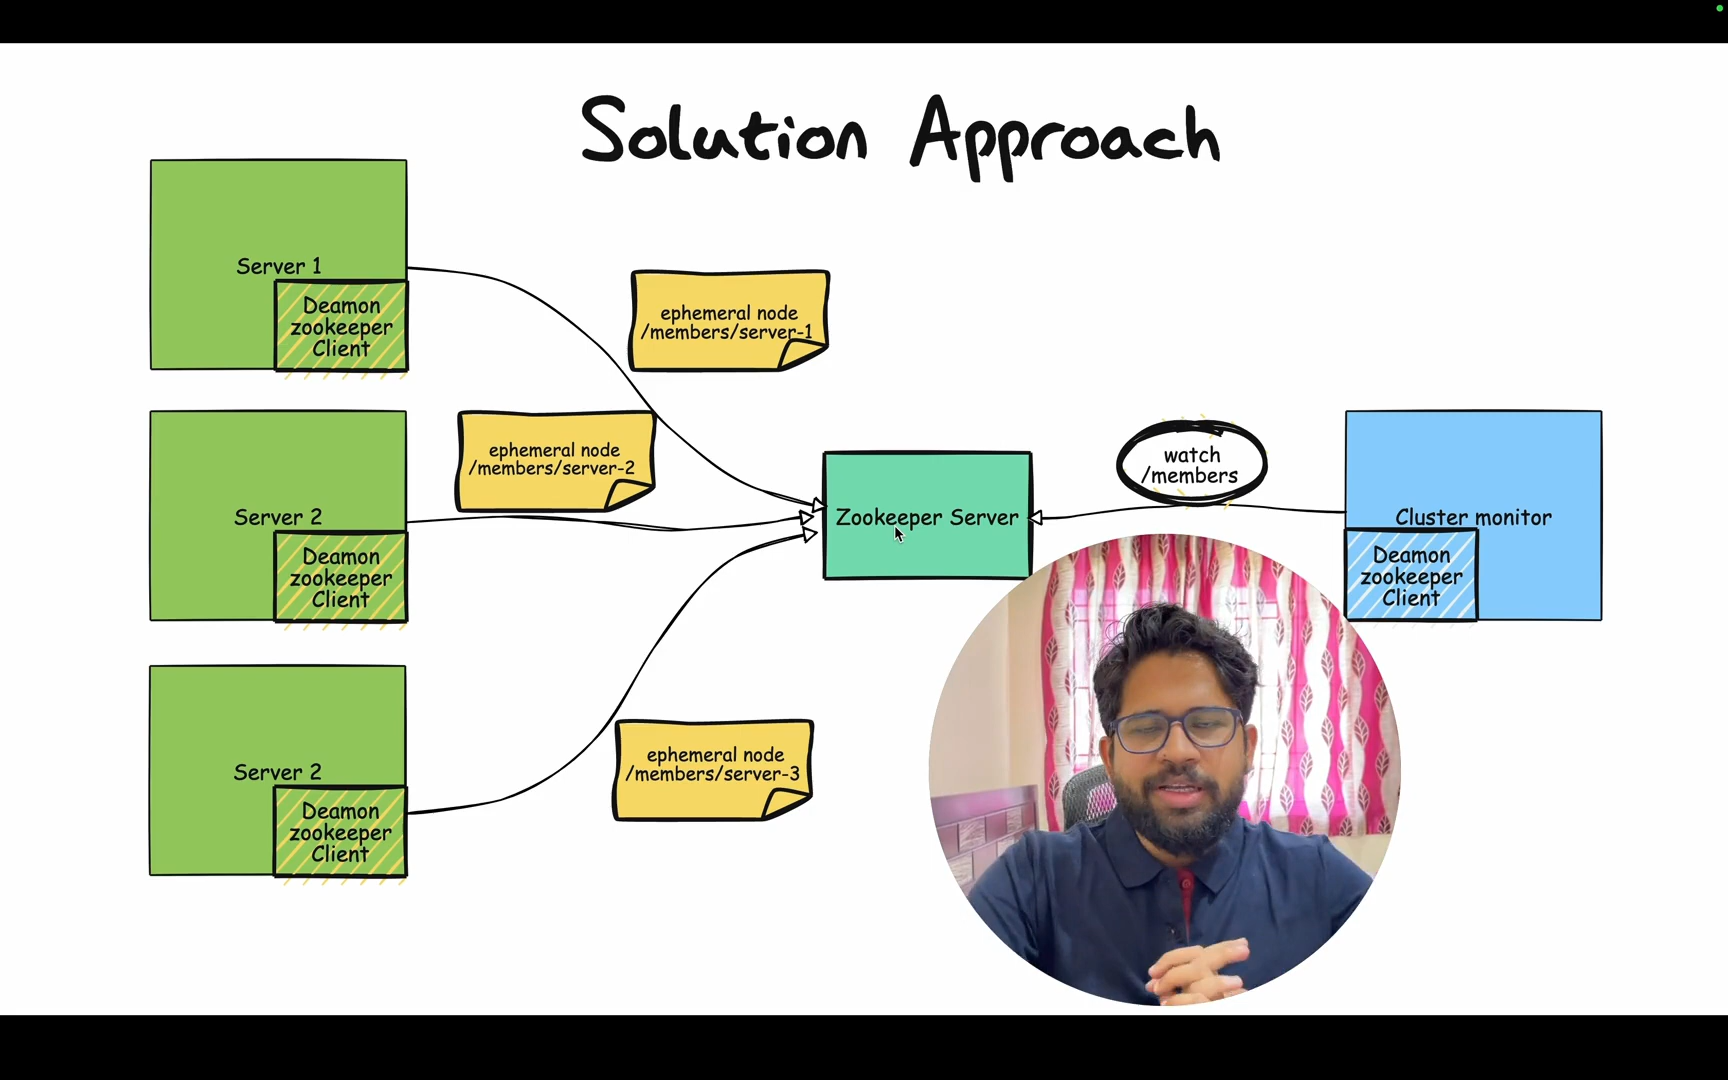 Solution Approach
Server 1
Deamon
zookeeper
Client
ephemeral node
/members/server-1
Server 2
Deamon
zookeeper
Client
ephemeral node
/members/server-2
Zookeeper Server
watch
/members
Cluster monitor
Deamon
zookeeper
Client
Server 2
Deamon
zookeeper
Client
ephemeral node
/members/server-3